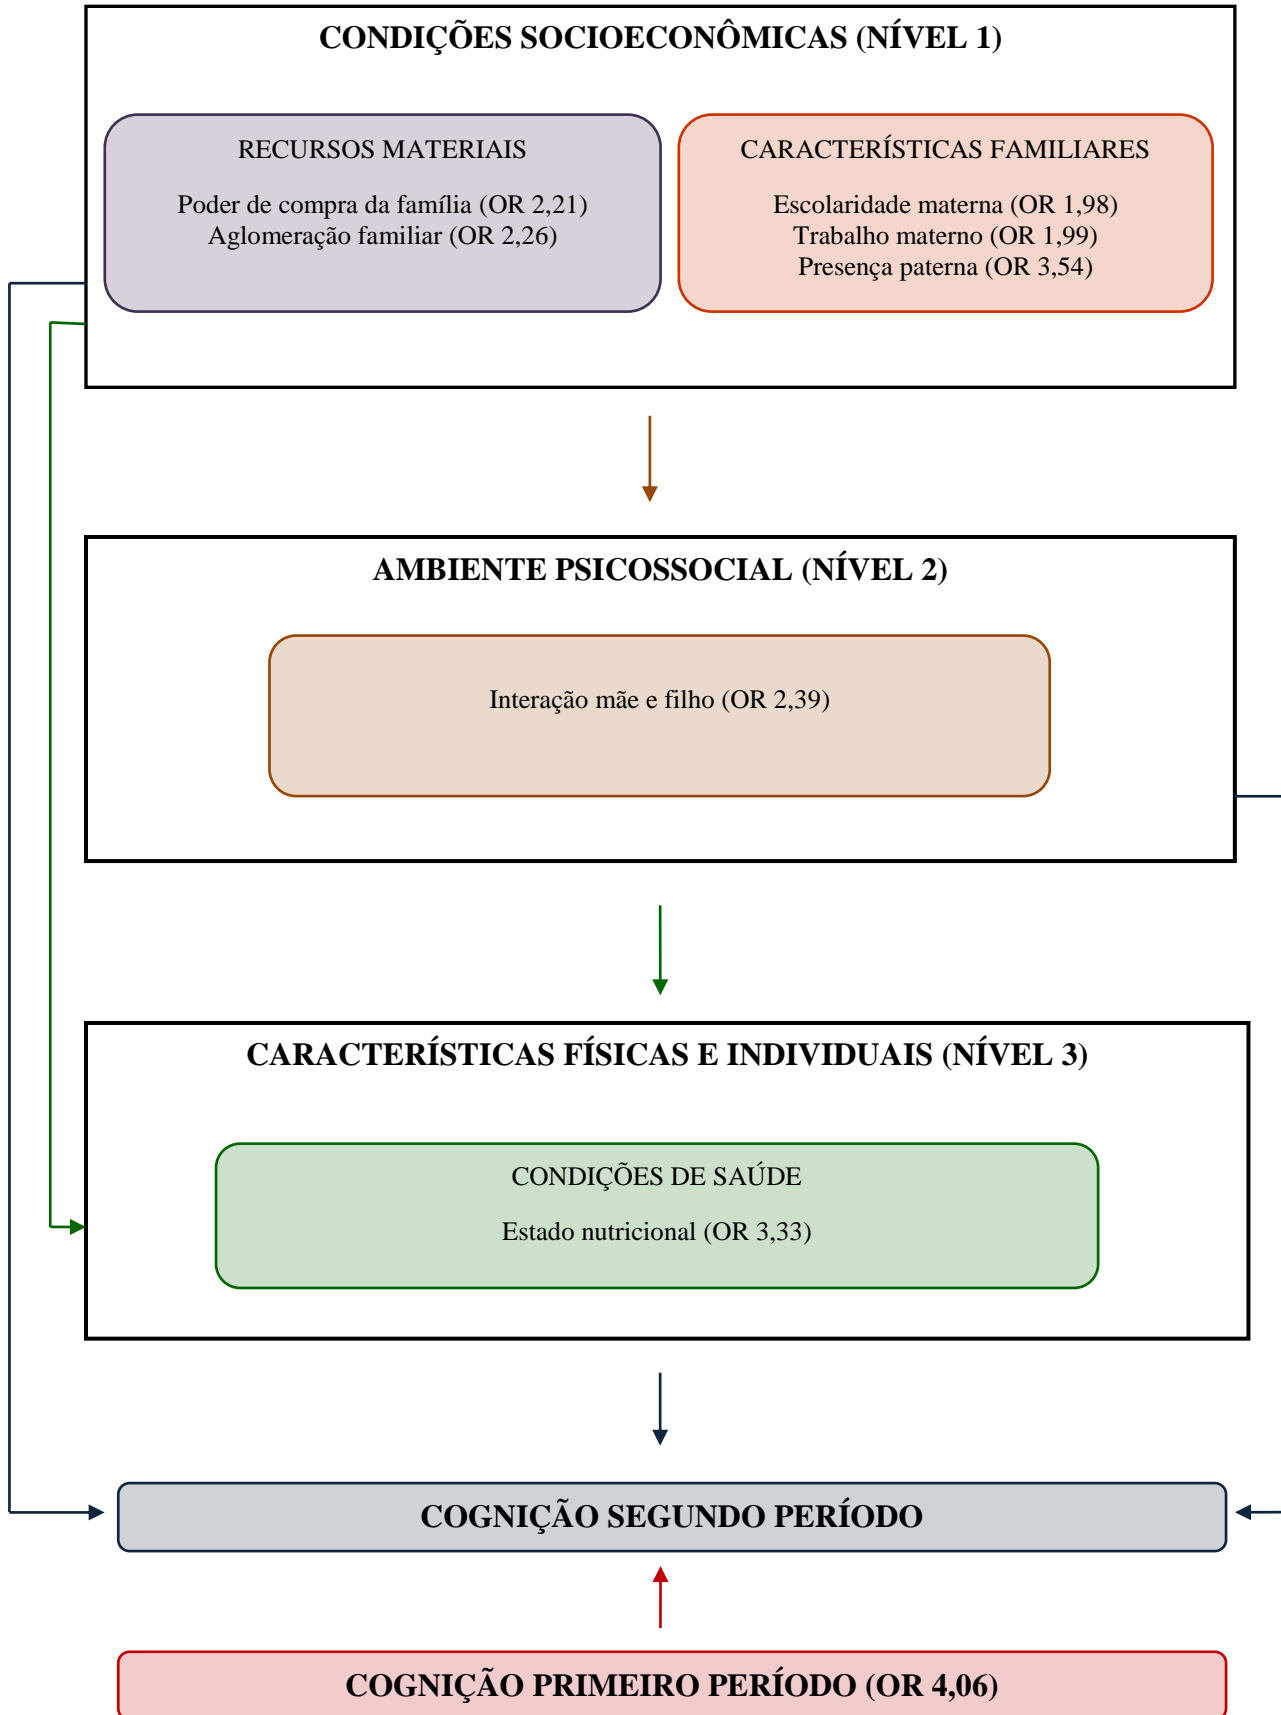 CONDIÇÕES SOCIOECONÔMICAS (NÍVEL 1)
RECURSOS MATERIAIS
Poder de compra da família (OR 2,21)
Aglomeração familiar (OR 2,26)
CARACTERÍSTICAS FAMILIARES
Escolaridade materna (OR 1,98)
Trabalho materno (OR 1,99)
Presença paterna (OR 3,54)
AMBIENTE PSICOSSOCIAL (NÍVEL 2)
Interação mãe e filho (OR 2,39)
CARACTERÍSTICAS FÍSICAS E INDIVIDUAIS (NÍVEL 3)
CONDIÇÕES DE SAÚDE
Estado nutricional (OR 3,33)
COGNIÇÃO SEGUNDO PERÍODO
COGNIÇÃO PRIMEIRO PERÍODO (OR 4,06)